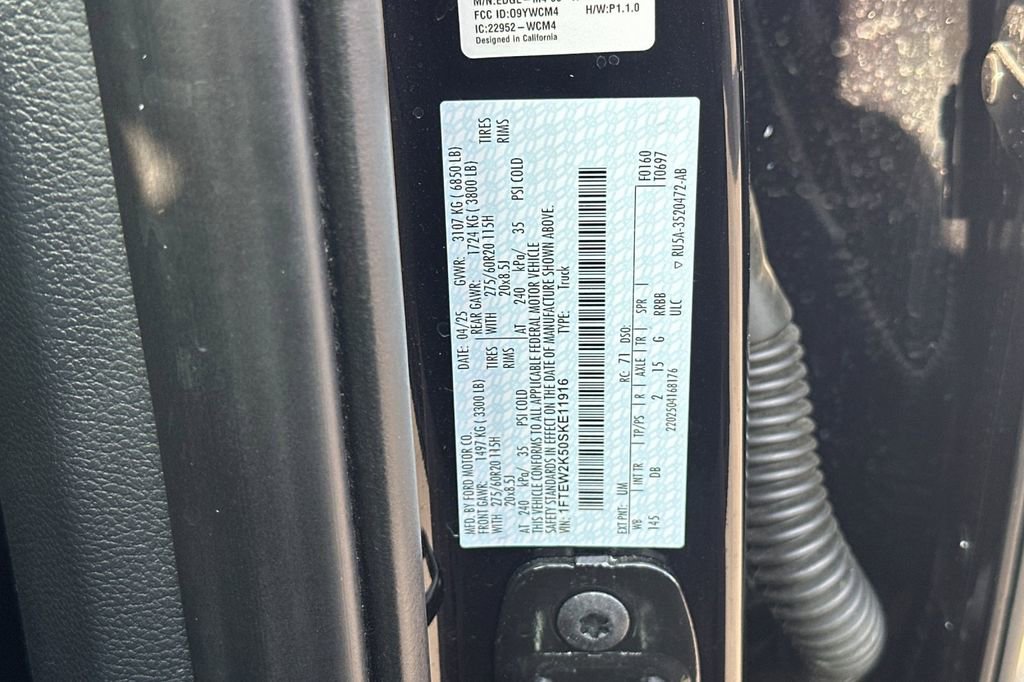 FCC ID:O9YWCM4
H/W:P1.1.0
IC:22952-WCM4
Designed in California
MFD. BY FORD MOTOR CO. DATE: 04/25 GVWR: 3107 KG ( 6850 LB)
FRONT GAWR: 1497 KG ( 3300 LB) REAR GAWR: 1724 KG ( 3800 LB)
WITH 275/60R20 115H TIRES WITH 275/60R20 115H TIRES
20x8.5J RIMS 20x8.5J RIMS
AT 240 kPa/ 35 PSI COLD AT 240 kPa/ 35 PSI COLD
THIS VEHICLE CONFORMS TO ALL APPLICABLE FEDERAL MOTOR VEHICLE
SAFETY STANDARDS IN EFFECT ON THE DATE OF MANUFACTURE SHOWN ABOVE.
VIN: 1FTEW2K50SKE11916 TYPE: Truck
EXT PNT: UM RC: 71 DSO: F0160
WB INT TR TP/PS R AXLE TR SPR T0697
145 DB 2 15 G RRBB
2202504168176 UIC ▽ RU5A-3520472-AB